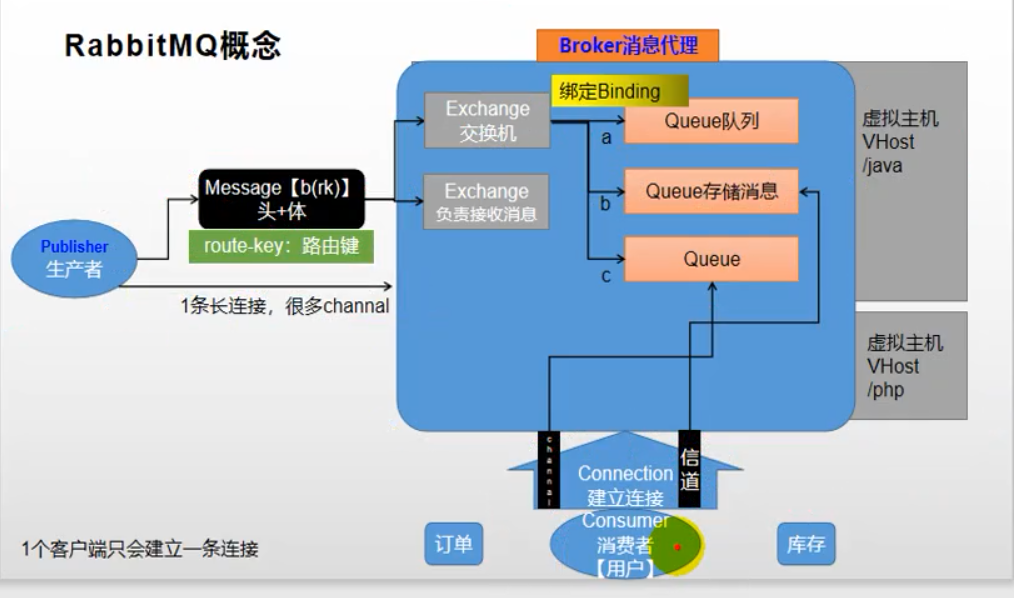 RabbitMQ概念
Broker消息代理
绑定Binding
Exchange
交换机
Queue队列
a
虚拟主机
VHost
/java
Message【b(rk)】
头+体
Exchange
负责接收消息
Queue存储消息
b
route-key：路由键
Publisher
生产者
Queue
c
1条长连接，很多channal
虚拟主机
VHost
/php
channal
信道
Connection
建立连接
Consumer
消费者
【用户】
订单
库存
1个客户端只会建立一条连接